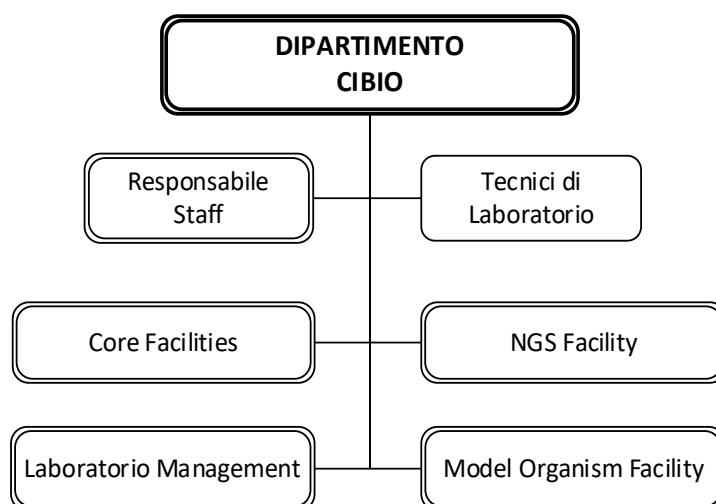 DIPARTIMENTO
CIBIO
Responsabile
Staff
Tecnici di
Laboratorio
Core Facilities
NGS Facility
Laboratorio Management
Model Organism Facility